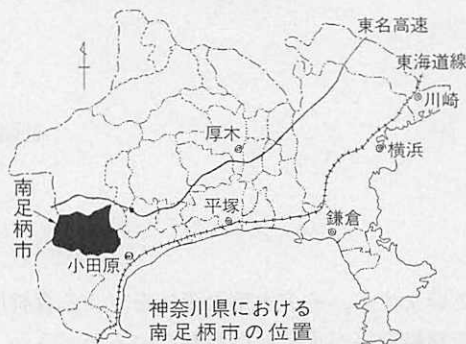 東名高速
東海道線
川崎
厚木
横浜
南足柄市
平塚
鎌倉
小田原
神奈川県における
南足柄市の位置